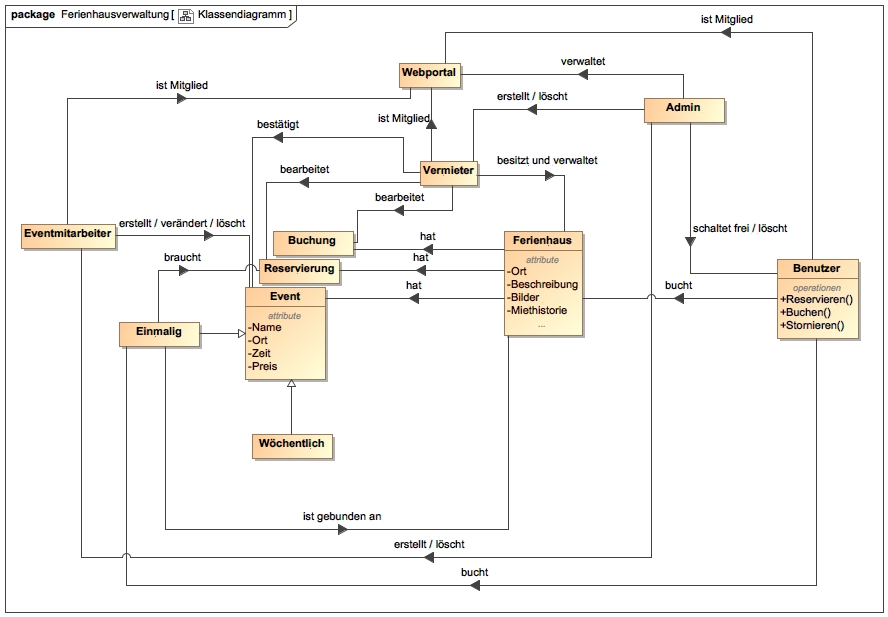 package Ferienhausverwaltung [ Klassendiagramm ]
ist Mitglied
Webportal
verwaltet
ist Mitglied
erstellt / löscht
Admin
ist Mitglied
bestätigt
besitzt und verwaltet
bearbeitet
Vermieter
bearbeitet
erstellt / verändert / löscht
schaltet frei / löscht
Eventmitarbeiter
Buchung
hat
Ferienhaus
braucht
hat
Reservierung
attribute
-Ort
-Beschreibung
-Bilder
-Miethistorie
...
Benutzer
operationen
+Reservieren()
+Buchen()
+Stornieren()
hat
bucht
Event
attribute
-Name
-Ort
-Zeit
-Preis
Einmalig
Wöchentlich
ist gebunden an
erstellt / löscht
bucht